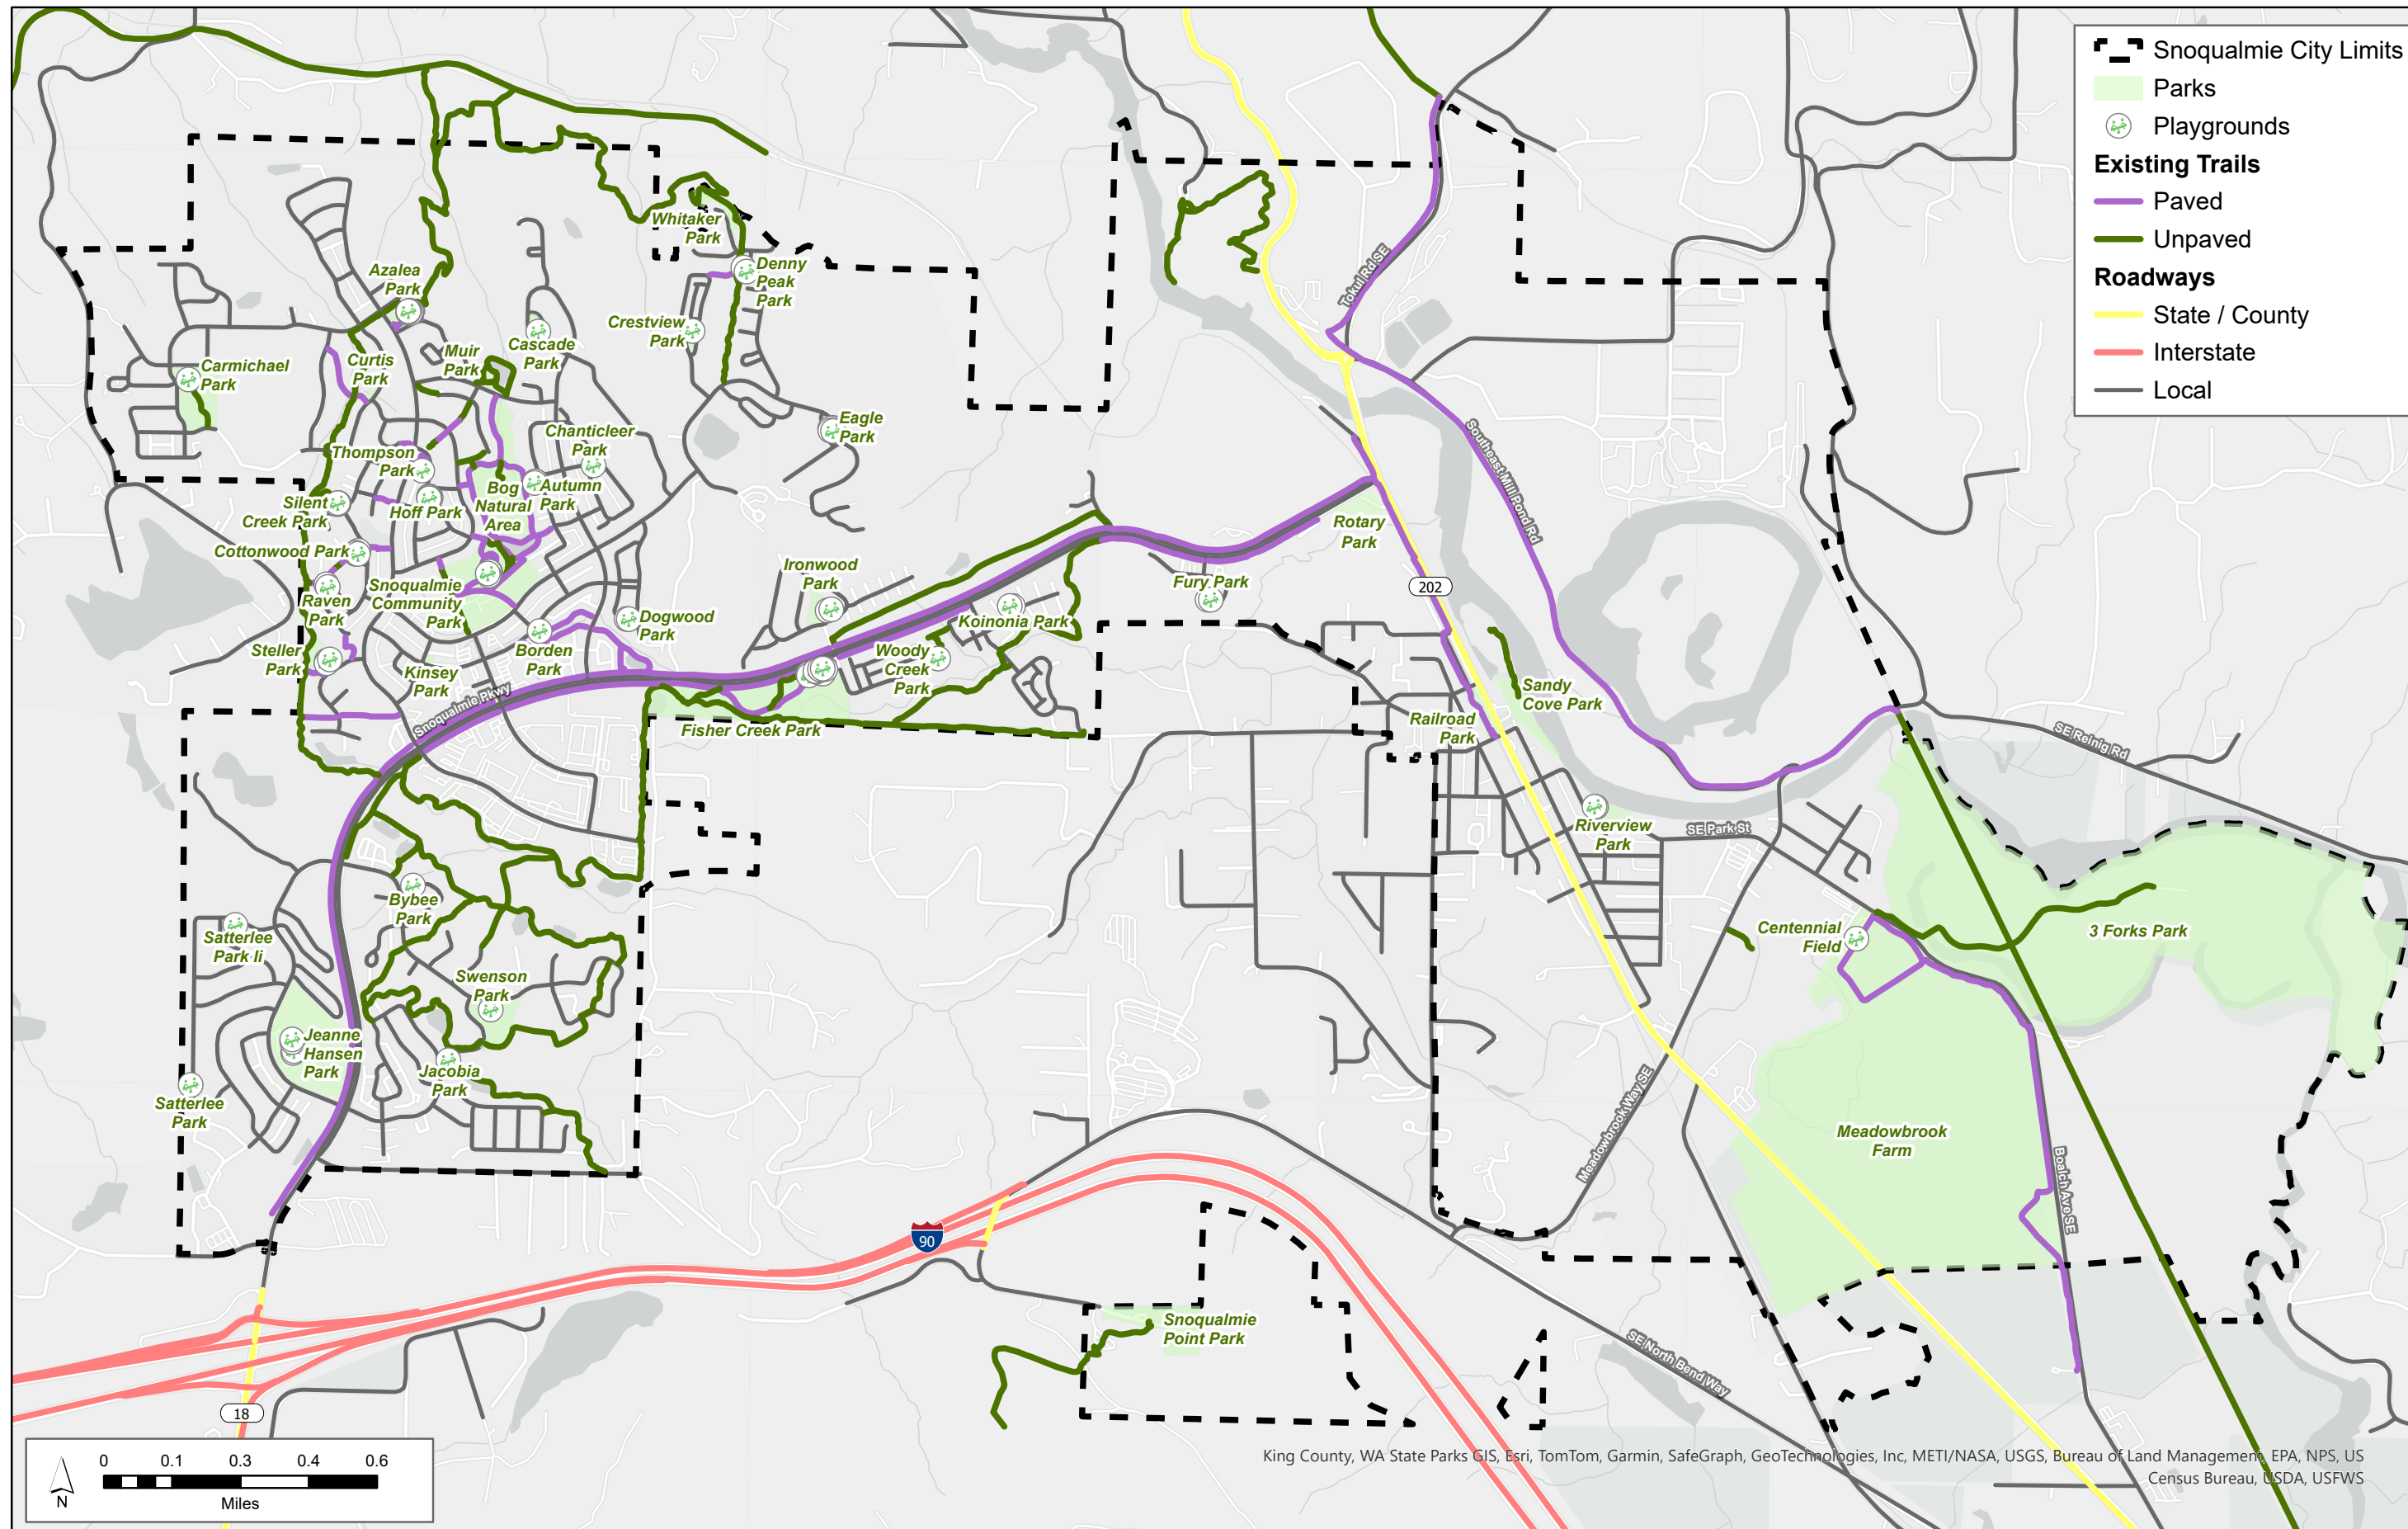 Snoqualmie City Limits
Parks
Playgrounds
Existing Trails
Paved
Unpaved
Roadways
State / County
Interstate
Local
Whitaker
Park
Denny
Peak
Park
Azalea
Park
Crestview
Park
Cascade
Park
Muir
Park
Curtis
Park
Carmichael
Park
Eagle
Park
Chanticleer
Park
Thompson
Park
Bog
Natural
Area
Autumn
Park
Silent
Creek Park
Hoff Park
Cottonwood Park
Raven
Park
Snoqualmie
Community
Park
Ironwood
Park
Fury Park
Koinonia Park
Dogwood
Park
Borden
Park
Steller
Park
Kinsey
Park
Woody
Creek
Park
Fisher Creek Park
Snoqualmie Pkwy
Rotary
Park
Tokul Rd SE
Southeast Mill Pond Rd
202
Sandy
Cove Park
Railroad
Park
Riverview
Park
SE Park St
SE Reinig Rd
Centennial
Field
3 Forks Park
Meadowbrook
Farm
Meadowbrook Way SE
Boalch Ave SE
Bybee
Park
Satterlee
Park Ii
Swenson
Park
Jeanne
Hansen
Park
Jacobia
Park
Satterlee
Park
90
18
Snoqualmie
Point Park
SE North Bend Way
0 0.1 0.3 0.4 0.6
Miles
N
King County, WA State Parks GIS, Esri, TomTom, Garmin, SafeGraph, GeoTechnologies, Inc, METI/NASA, USGS, Bureau of Land Management, EPA, NPS, US
Census Bureau, USDA, USFWS